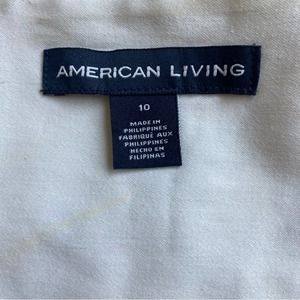 AMERICAN LIVING
10
MADE IN
PHILIPPINES
FABRIQUÉ AUX
PHILIPPINES
HECHO EN
FILIPINAS